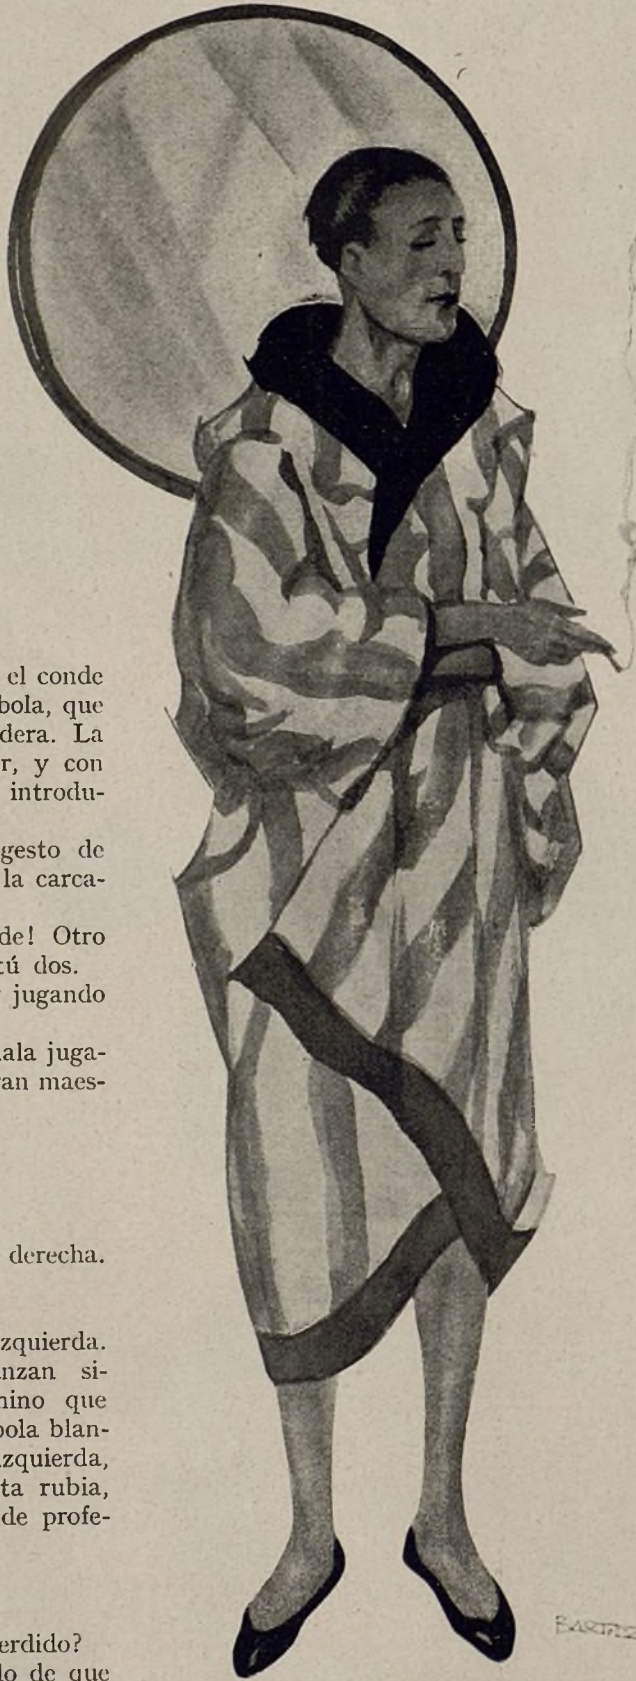 el conde
bola, que
dera. La
r, y con
introdu-
gesto de
la carca-
de! Otro
tú dos.
jugando
ala juga-
an maes-
derecha.
zquierda.
nzan si-
nino que
bola blan-
zquierda,
ta rubia,
de profe-
erdido?
lo de que